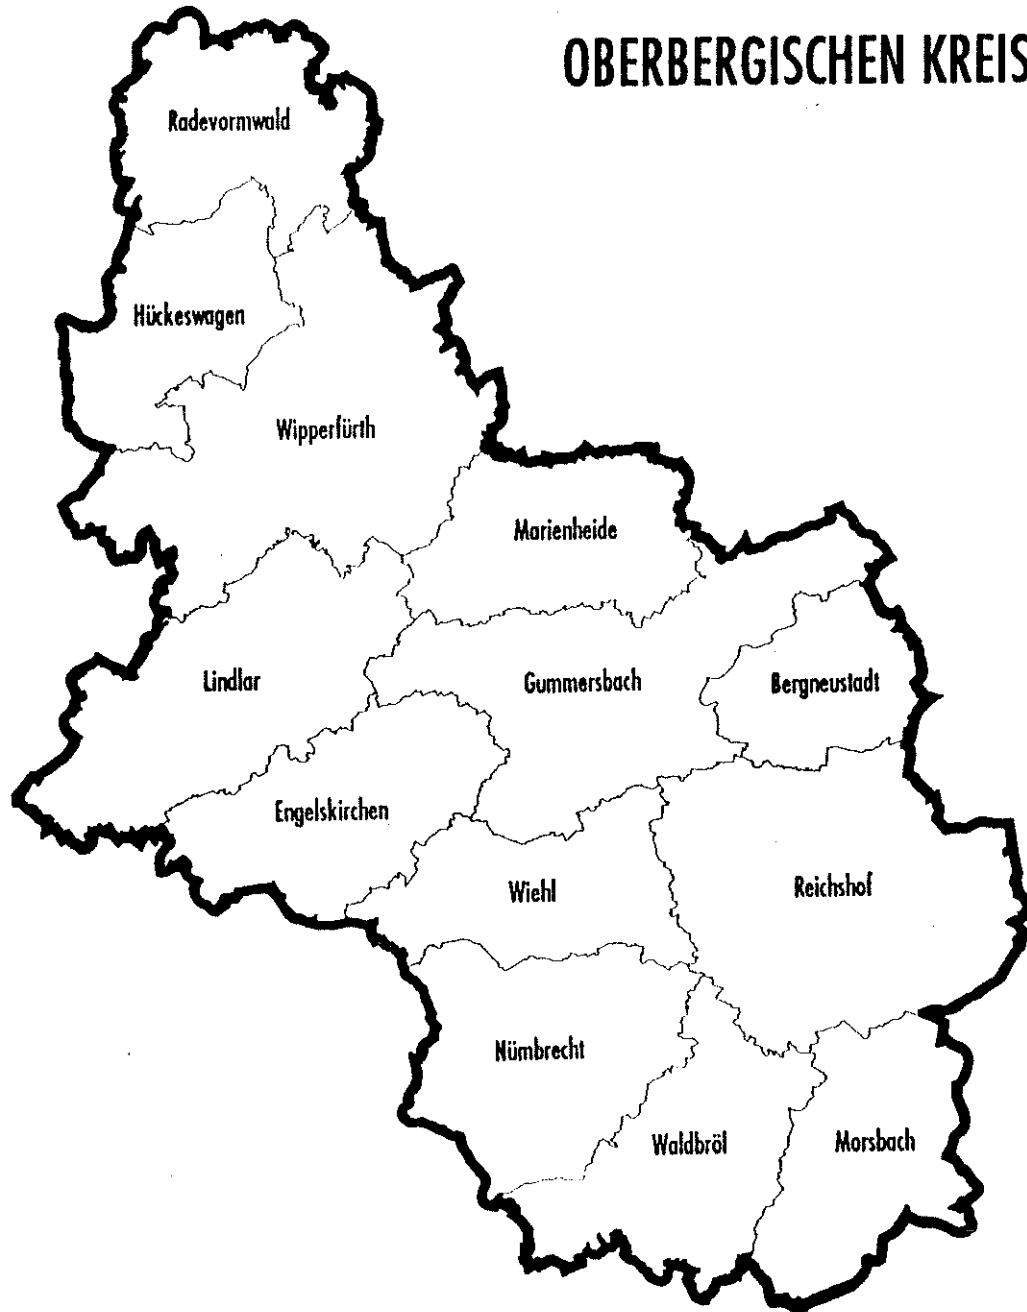 OBERBERGISCHEN KREIS
Radevormwald
Hückeswagen
Wipperfürth
Marienheide
Lindlar
Gummersbach
Bergneustadt
Engelskirchen
Wiehl
Reichshof
Nümbrecht
Waldbröl
Morsbach